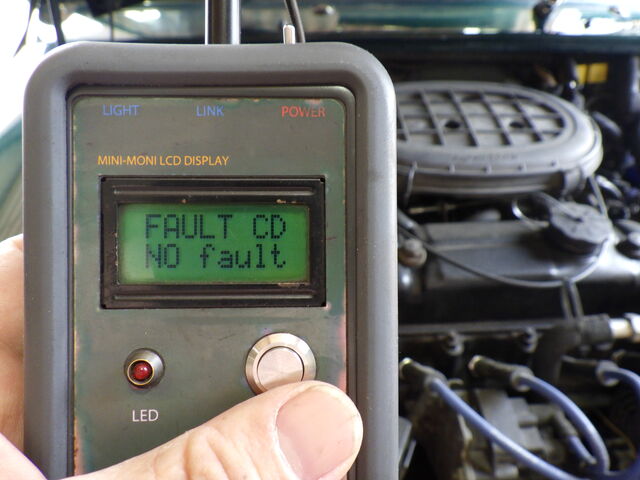 LIGHT LINK POWER
MINI-MONI LCD DISPLAY
FAULT CD
NO fault
LED